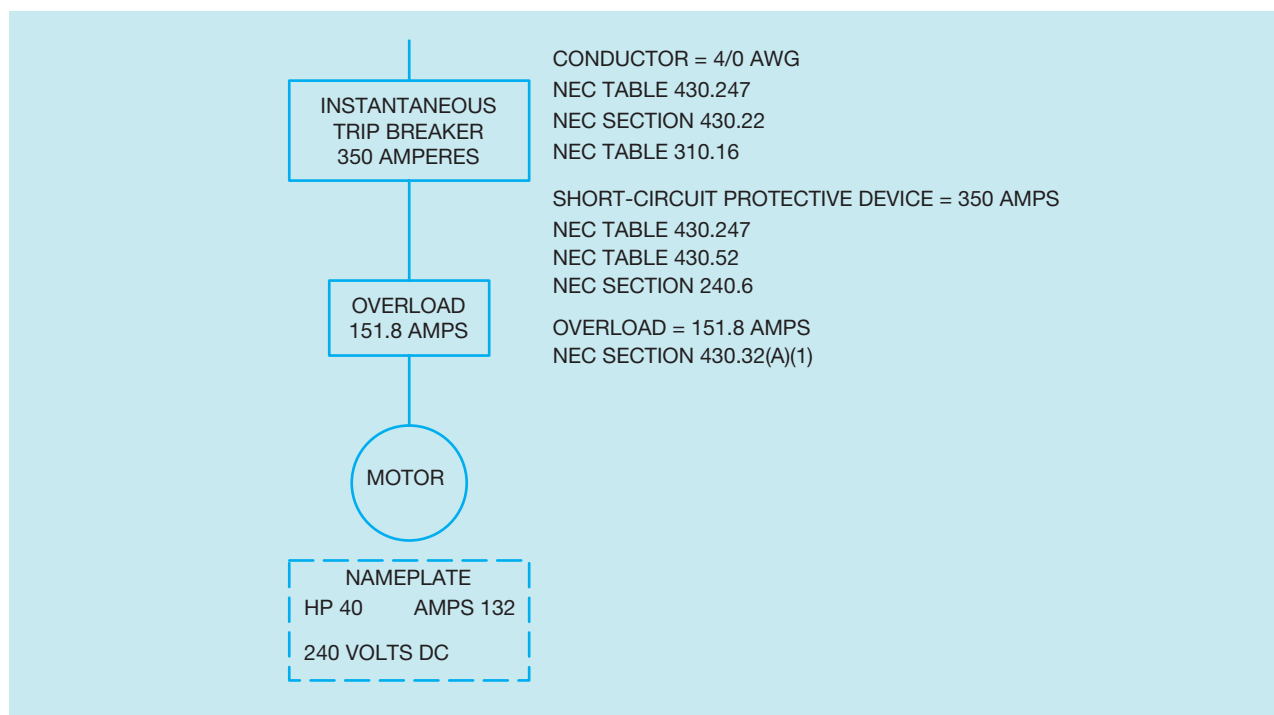 INSTANTANEOUS
TRIP BREAKER
350 AMPERES
OVERLOAD
151.8 AMPS
MOTOR
NAMEPLATE
HP 40 AMPS 132
240 VOLTS DC
CONDUCTOR = 4/0 AWG
NEC TABLE 430.247
NEC SECTION 430.22
NEC TABLE 310.16
SHORT-CIRCUIT PROTECTIVE DEVICE = 350 AMPS
NEC TABLE 430.247
NEC TABLE 430.52
NEC SECTION 240.6
OVERLOAD = 151.8 AMPS
NEC SECTION 430.32(A)(1)